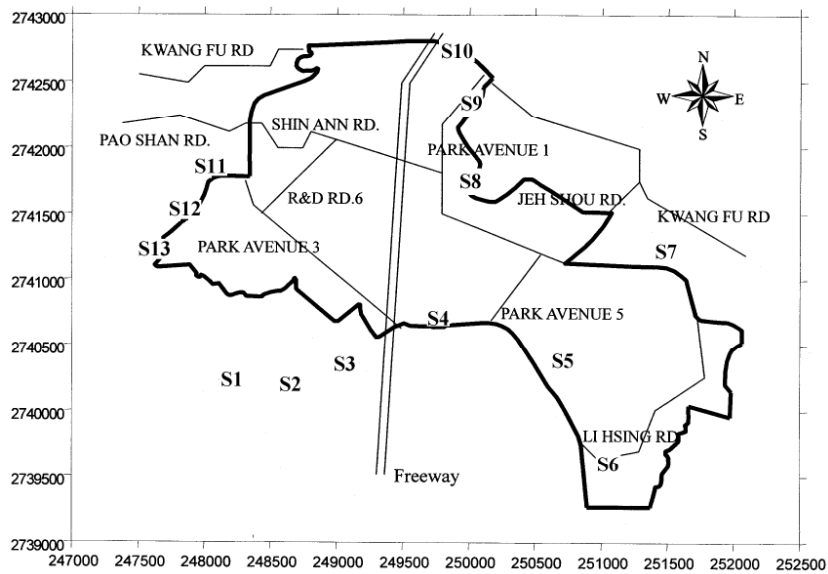 2743000
KWANG FU RD
S10
N
2742500
S9
W
E
SHIN ANN RD.
S
PAO SHAN RD.
2742000
PARK AVENUE 1
S11
S8
R&D RD.6
JEH SHOU RD.
2741500
S12
KWANG FU RD
S13
PARK AVENUE 3
S7
2741000
S4
PARK AVENUE 5
2740500
S3
S5
S1
S2
2740000
LI HSING RD
S6
2739500
Freeway
2739000
247000 247500 248000 248500 249000 249500 250000 250500 251000 251500 252000 252500